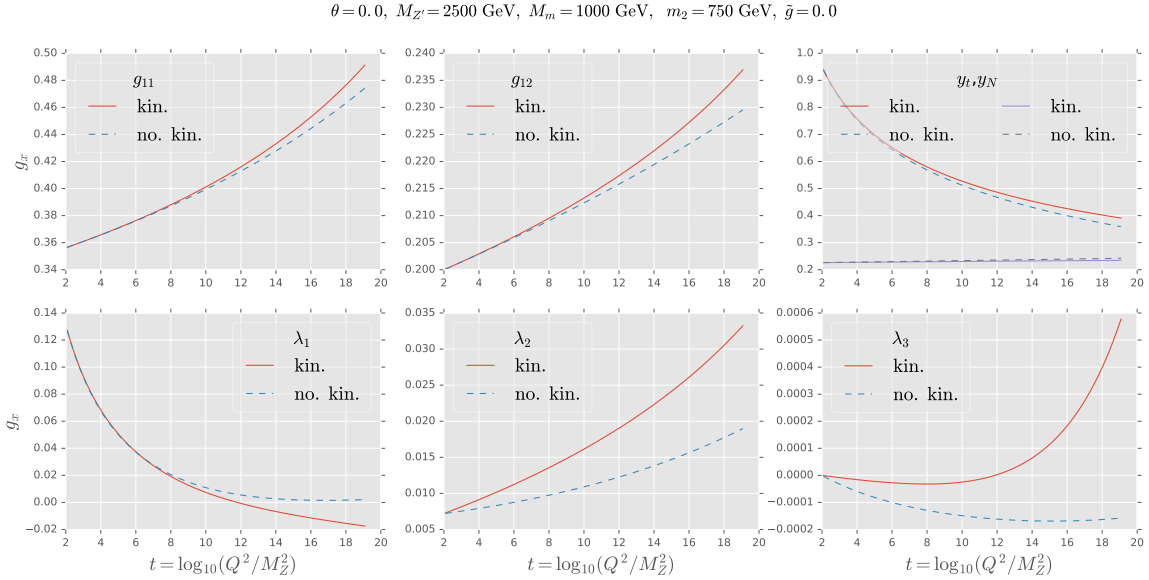 θ = 0.0, M_{Z′} = 2500 GeV, M_m = 1000 GeV, m_2 = 750 GeV, g̃ = 0.0
g_{11}
kin.
no. kin.
0.50
0.48
0.46
0.44
0.42
0.40
0.38
0.36
0.34
g_x
2 4 6 8 10 12 14 16 18 20
g_{12}
kin.
no. kin.
0.240
0.235
0.230
0.225
0.220
0.215
0.210
0.205
0.200
2 4 6 8 10 12 14 16 18 20
y_t,y_N
kin. kin.
no. kin. no. kin.
1.0
0.9
0.8
0.7
0.6
0.5
0.4
0.3
0.2
2 4 6 8 10 12 14 16 18 20
λ_1
kin.
no. kin.
0.14
0.12
0.10
0.08
0.06
0.04
0.02
0.00
−0.02
g_x
2 4 6 8 10 12 14 16 18 20
t = log_{10}(Q^2/M_Z^2)
λ_2
kin.
no. kin.
0.035
0.030
0.025
0.020
0.015
0.010
0.005
2 4 6 8 10 12 14 16 18 20
t = log_{10}(Q^2/M_Z^2)
λ_3
kin.
no. kin.
0.0006
0.0005
0.0004
0.0003
0.0002
0.0001
0.0000
−0.0001
−0.0002
2 4 6 8 10 12 14 16 18 20
t = log_{10}(Q^2/M_Z^2)